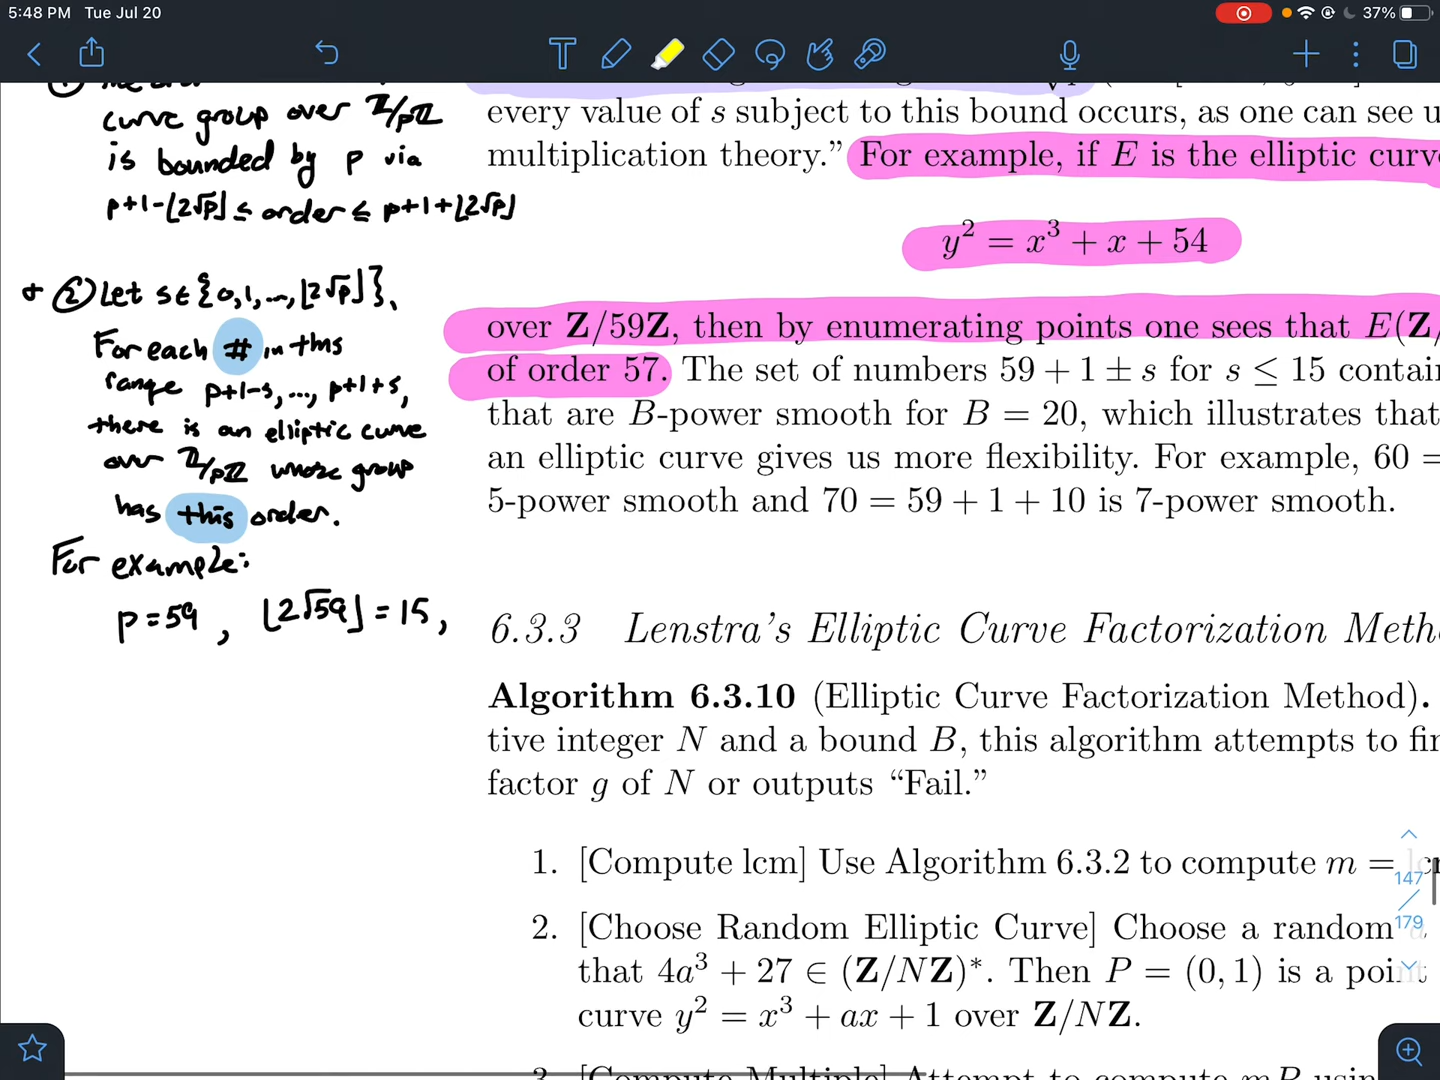 5:48 PM Tue Jul 20
37%
T
curve group over ℤ/pℤ
is bounded by p via
p+1-⌊2√p⌋ ≤ order ≤ p+1+⌊2√p⌋
② Let s∈{0,1,...,⌊2√p⌋}.
For each # in this
range p+1-s, ..., p+1+s,
there is an elliptic curve
over ℤ/pℤ whose group
has this order.
For example:
p=59, ⌊2√59⌋=15,
every value of s subject to this bound occurs, as one can see u
multiplication theory.” For example, if E is the elliptic curv
y² = x³ + x + 54
over Z/59Z, then by enumerating points one sees that E(Z/
of order 57. The set of numbers 59 + 1 ± s for s ≤ 15 contai
that are B-power smooth for B = 20, which illustrates that
an elliptic curve gives us more flexibility. For example, 60 =
5-power smooth and 70 = 59 + 1 + 10 is 7-power smooth.
6.3.3 Lenstra’s Elliptic Curve Factorization Meth
Algorithm 6.3.10 (Elliptic Curve Factorization Method).
tive integer N and a bound B, this algorithm attempts to fi
factor g of N or outputs “Fail.”
1. [Compute lcm] Use Algorithm 6.3.2 to compute m =
147
2. [Choose Random Elliptic Curve] Choose a random
179
that 4a³ + 27 ∈ (Z/NZ)*. Then P = (0, 1) is a poi
curve y² = x³ + ax + 1 over Z/NZ.
3. [Compute Multiple] Attempt to compute mP usin